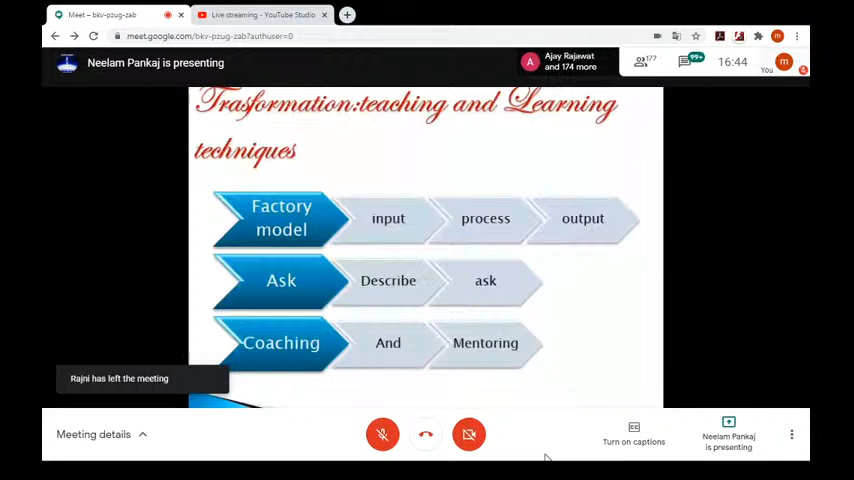 Meet – bkv-pzug-zab
Live streaming - YouTube Studio
meet.google.com/bkv-pzug-zab?authuser=0
m
Neelam Pankaj is presenting
A
Ajay Rajawat
and 174 more
177
99+
16:44
You
m
Trasformation:teaching and Learning
techniques
Factory
model
input
process
output
Ask
Describe
ask
Coaching
And
Mentoring
Rajni has left the meeting
Meeting details
CC
Turn on captions
Neelam Pankaj
is presenting